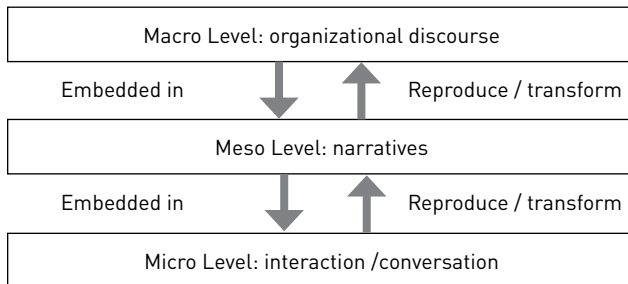 Macro Level: organizational discourse
Embedded in
Reproduce / transform
Meso Level: narratives
Embedded in
Reproduce / transform
Micro Level: interaction /conversation